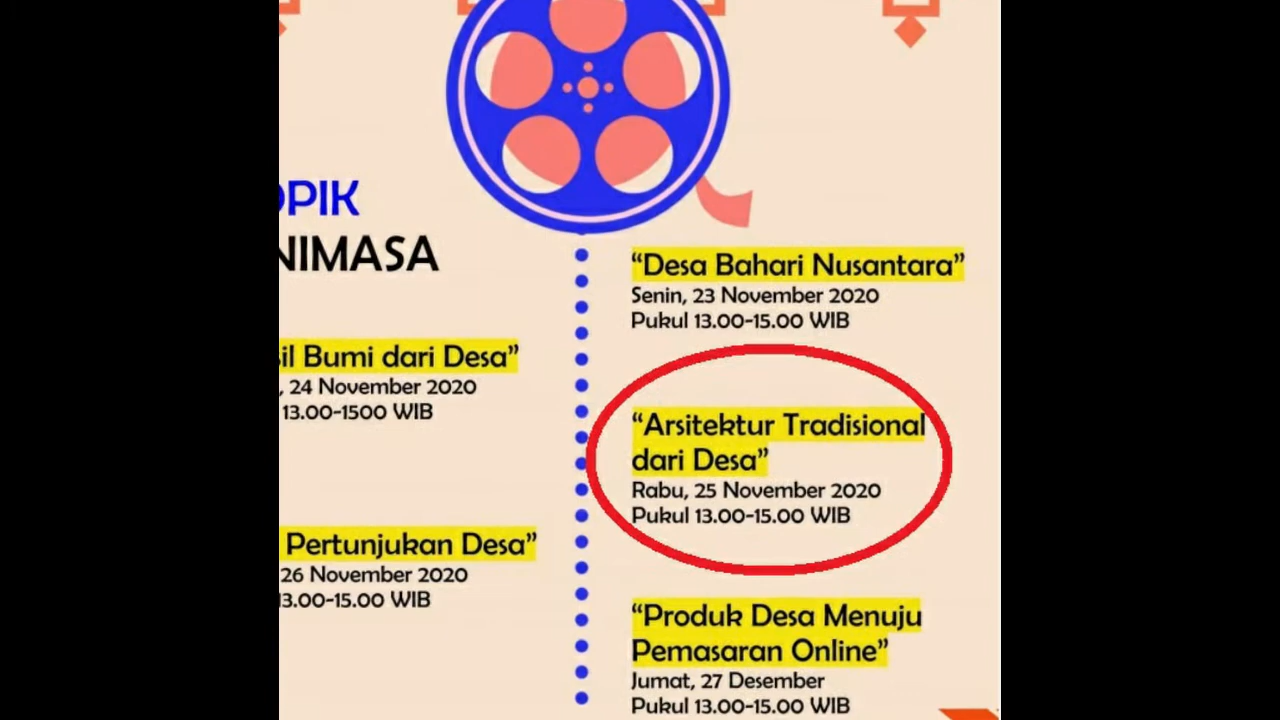 OPIK
NIMASA
“Desa Bahari Nusantara”
Senin, 23 November 2020
Pukul 13.00-15.00 WIB
Bumi dari Desa”
, 24 November 2020
13.00-1500 WIB
“Arsitektur Tradisional
dari Desa”
Rabu, 25 November 2020
Pukul 13.00-15.00 WIB
Pertunjukan Desa”
26 November 2020
13.00-15.00 WIB
“Produk Desa Menuju
Pemasaran Online”
Jumat, 27 Desember
Pukul 13.00-15.00 WIB